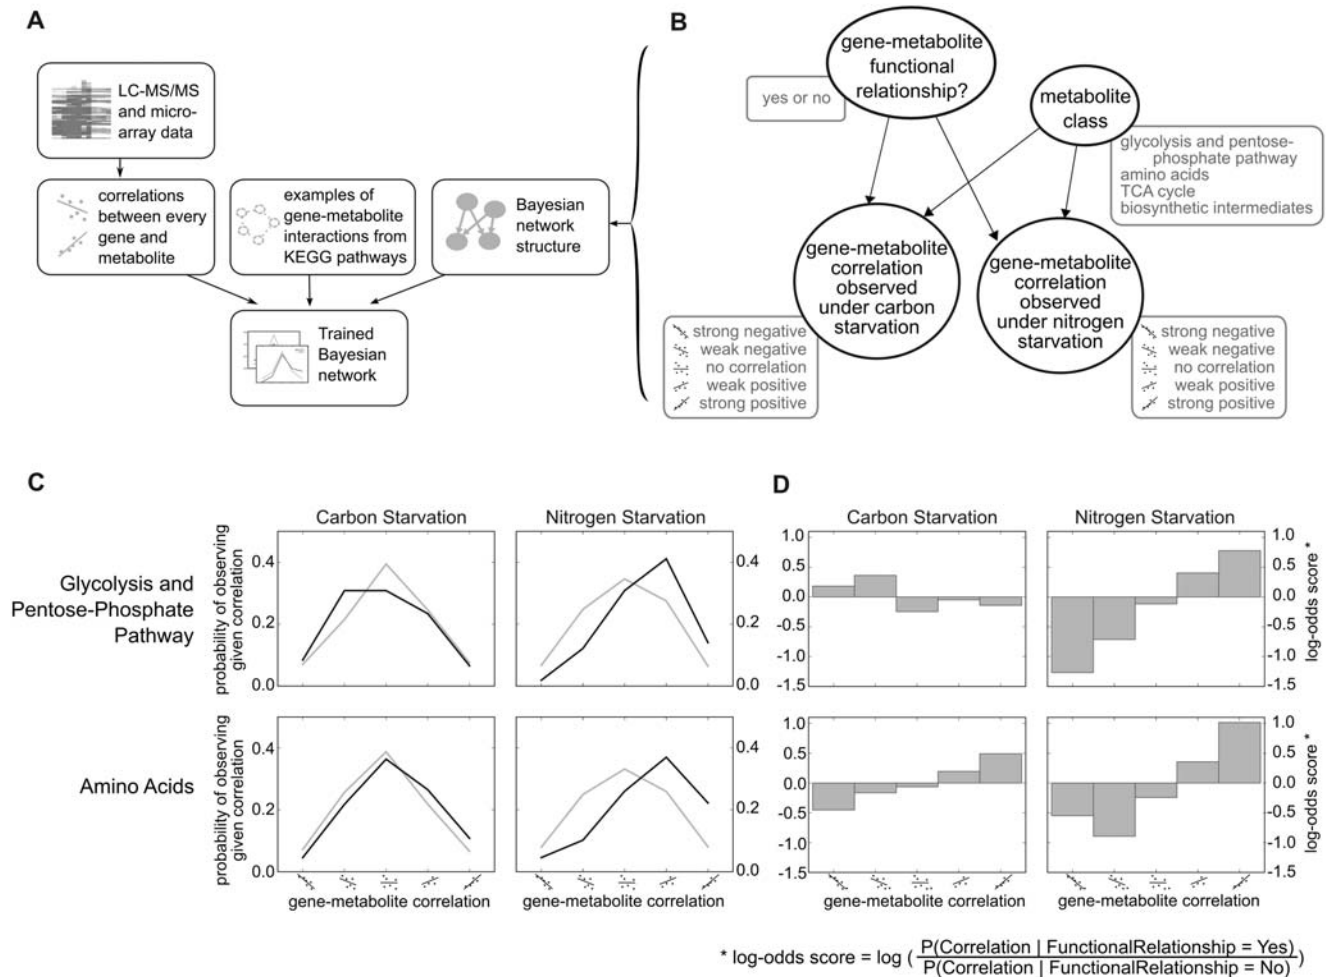 A
LC-MS/MS
and micro-
array data
correlations
between every
gene and
metabolite
examples of
gene-metabolite
interactions from
KEGG pathways
Bayesian
network
structure
Trained
Bayesian
network
B
gene-metabolite
functional
relationship?
yes or no
metabolite
class
glycolysis and pentose-
phosphate pathway
amino acids
TCA cycle
biosynthetic intermediates
gene-metabolite
correlation
observed
under carbon
starvation
gene-metabolite
correlation
observed
under nitrogen
starvation
strong negative
weak negative
no correlation
weak positive
strong positive
strong negative
weak negative
no correlation
weak positive
strong positive
C
Carbon Starvation
Nitrogen Starvation
Glycolysis and
Pentose-Phosphate
Pathway
probability of observing
given correlation
0.4
0.2
0.0
0.4
0.2
0.0
Amino Acids
probability of observing
given correlation
0.4
0.2
0.0
0.4
0.2
0.0
gene-metabolite correlation
gene-metabolite correlation
D
Carbon Starvation
Nitrogen Starvation
1.0
0.5
0.0
-0.5
-1.0
-1.5
1.0
0.5
0.0
-0.5
-1.0
-1.5
log-odds score *
1.0
0.5
0.0
-0.5
-1.0
-1.5
1.0
0.5
0.0
-0.5
-1.0
-1.5
log-odds score *
gene-metabolite correlation
gene-metabolite correlation
* log-odds score = log ( P(Correlation | FunctionalRelationship = Yes)
P(Correlation | FunctionalRelationship = No) )